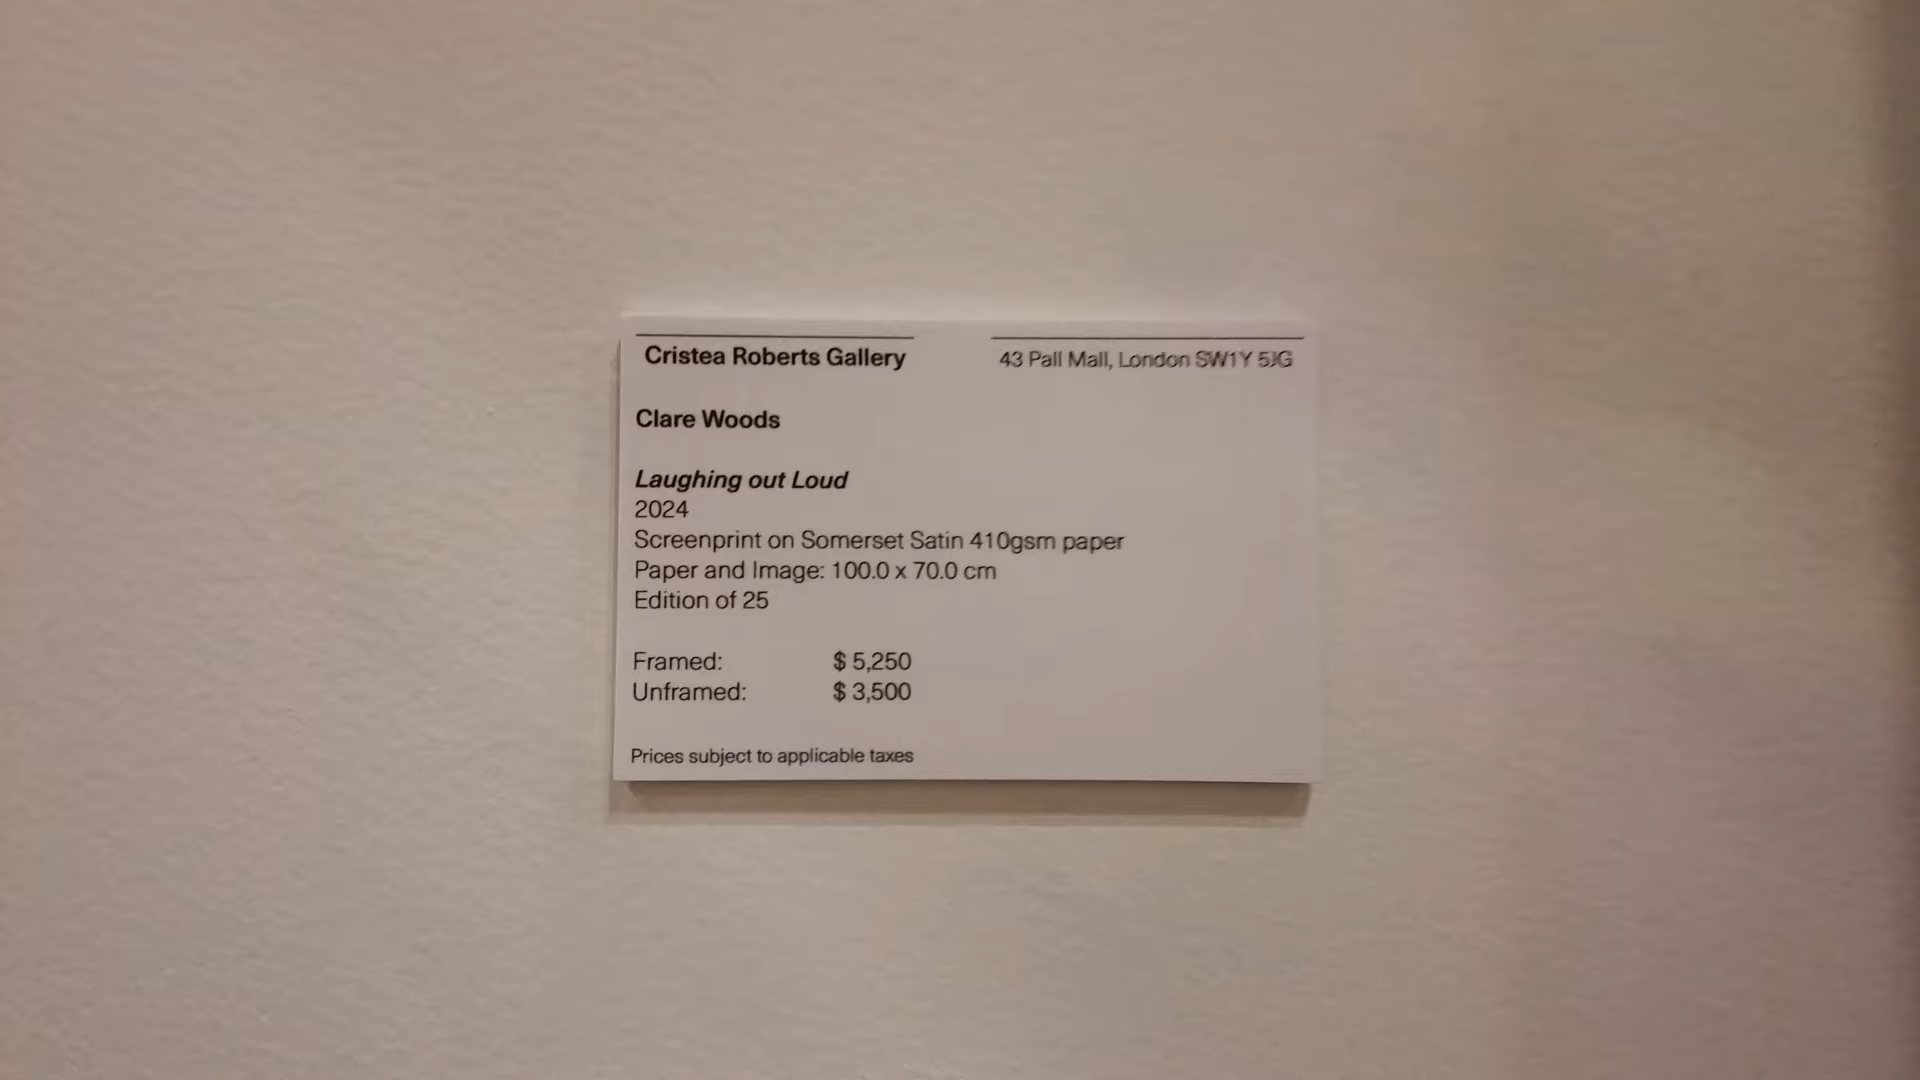 Cristea Roberts Gallery
43 Pall Mall, London SW1Y 5JG
Clare Woods
Laughing out Loud
2024
Screenprint on Somerset Satin 410gsm paper
Paper and Image: 100.0 x 70.0 cm
Edition of 25
Framed: $ 5,250
Unframed: $ 3,500
Prices subject to applicable taxes